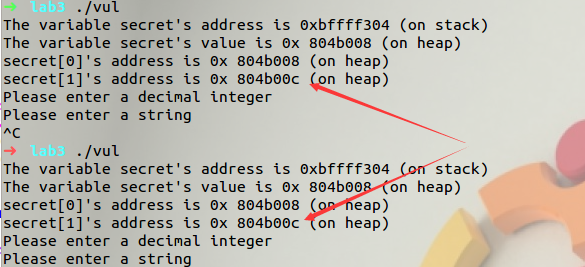 ➜ lab3 ./vul
The variable secret's address is 0xbffff304 (on stack)
The variable secret's value is 0x 804b008 (on heap)
secret[0]'s address is 0x 804b008 (on heap)
secret[1]'s address is 0x 804b00c (on heap)
Please enter a decimal integer
Please enter a string
^C
➜ lab3 ./vul
The variable secret's address is 0xbffff304 (on stack)
The variable secret's value is 0x 804b008 (on heap)
secret[0]'s address is 0x 804b008 (on heap)
secret[1]'s address is 0x 804b00c (on heap)
Please enter a decimal integer
Please enter a string